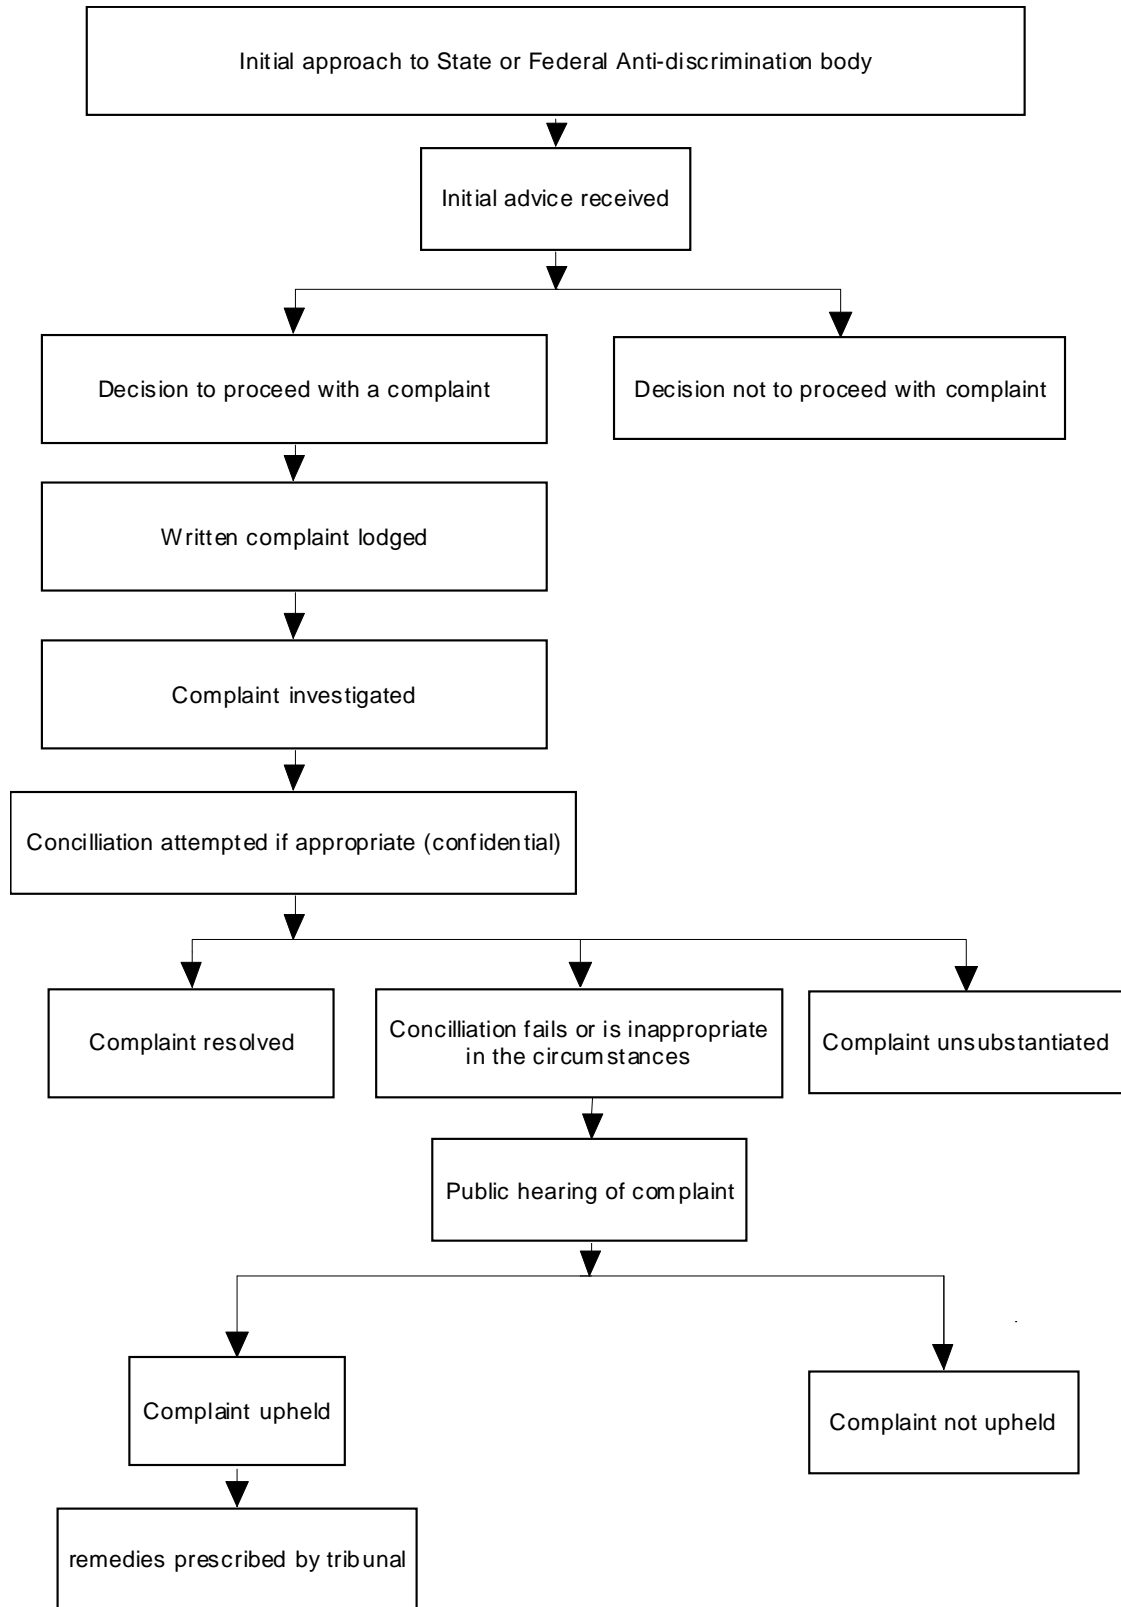 Initial approach to State or Federal Anti-discrimination body
Initial advice received
Decision to proceed with a complaint
Decision not to proceed with complaint
Written complaint lodged
Complaint investigated
Concilliation attempted if appropriate (confidential)
Complaint resolved
Concilliation fails or is inappropriate
in the circumstances
Complaint unsubstantiated
Public hearing of complaint
Complaint upheld
Complaint not upheld
remedies prescribed by tribunal